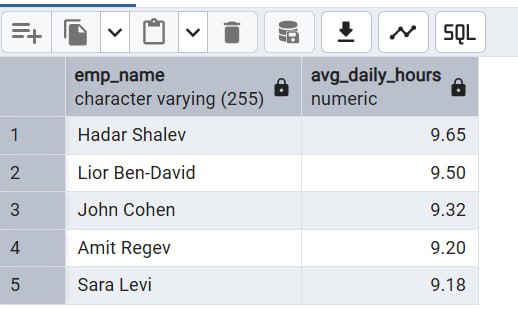 SQL
emp_name avg_daily_hours
character varying (255) numeric
1 Hadar Shalev 9.65
2 Lior Ben-David 9.50
3 John Cohen 9.32
4 Amit Regev 9.20
5 Sara Levi 9.18